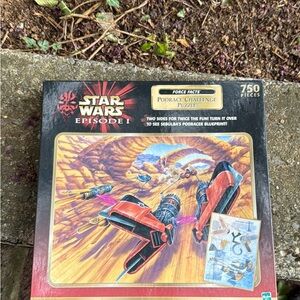 STAR
WARS
EPISODE I
FORCE FACTS
PODRACE CHALLENGE
PUZZLE
TWO SIDES FOR TWICE THE FUN! TURN IT OVER
TO SEE SEBULBA'S PODRACER BLUEPRINT!
750
PIECES